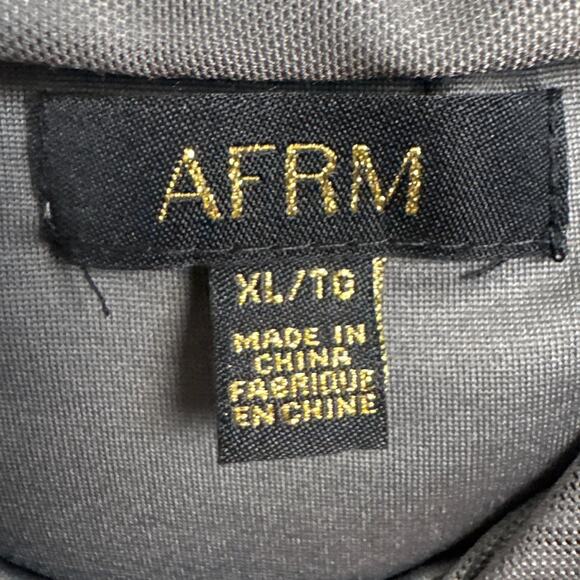 AFRM
XL/TG
MADE IN
CHINA
FABRIQUE
EN CHINE